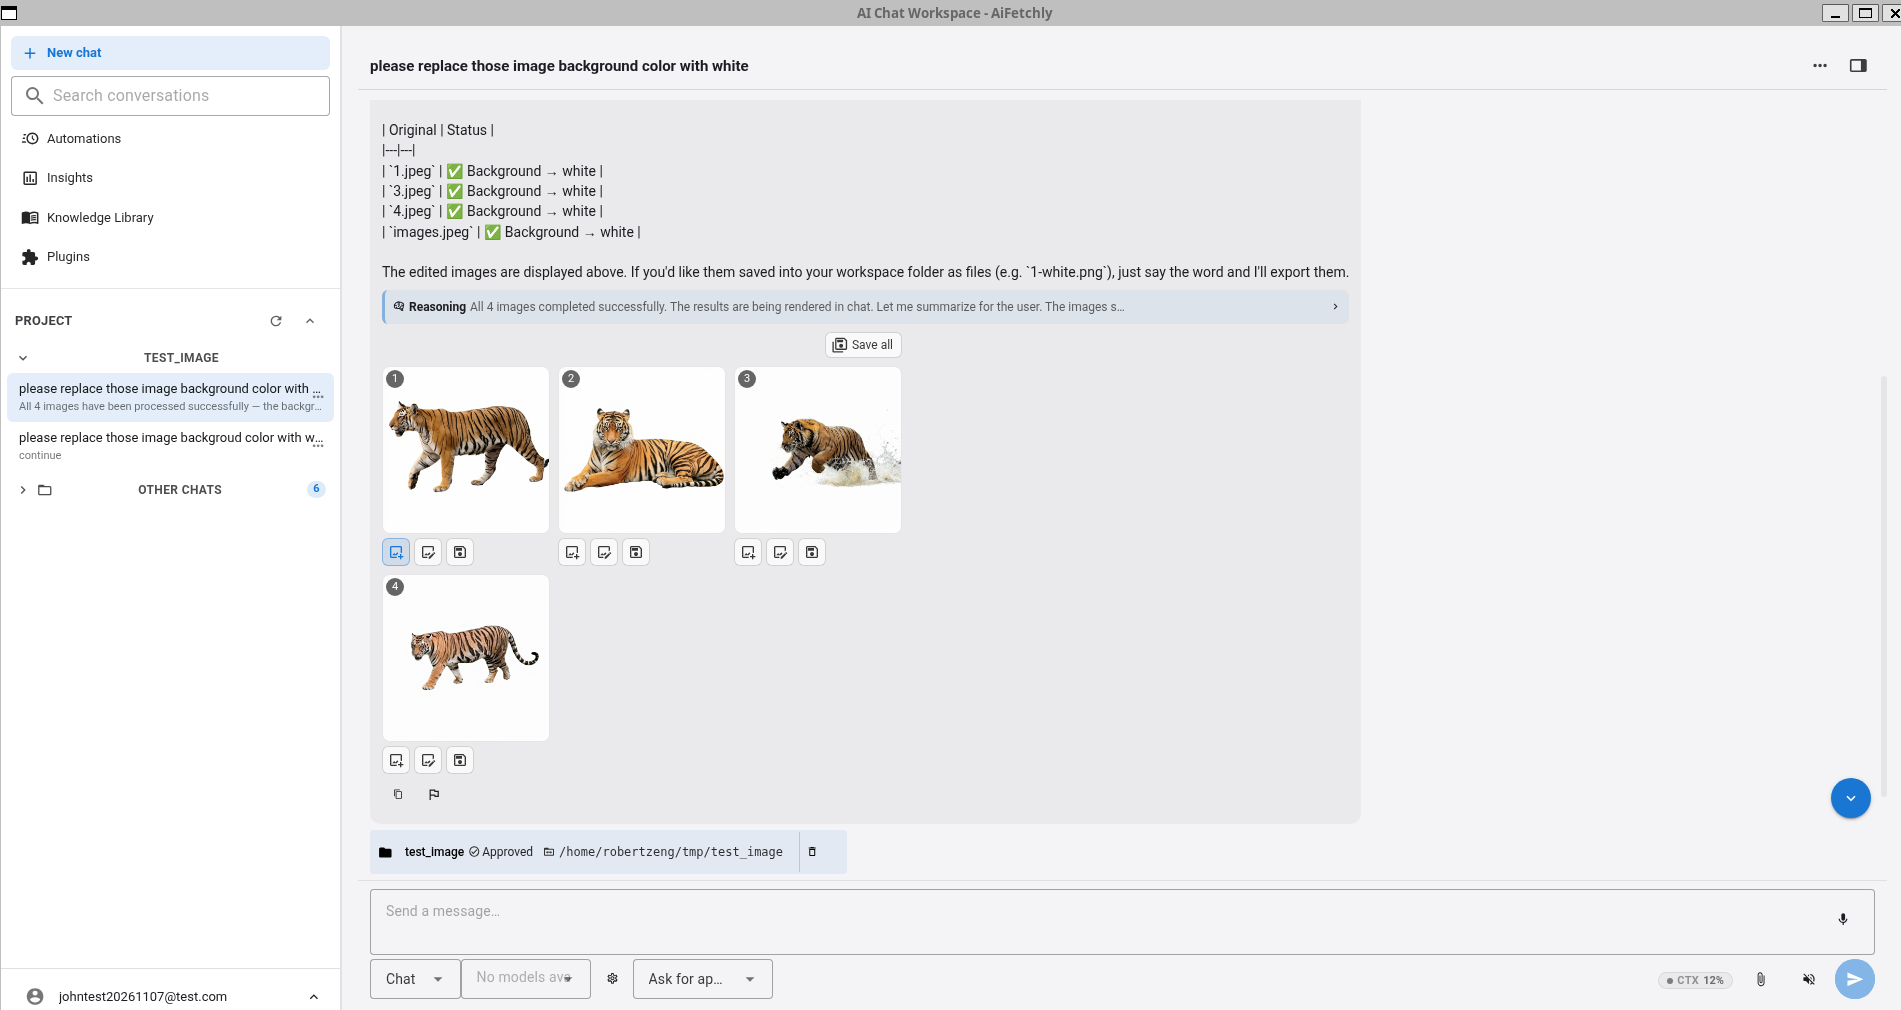 AI Chat Workspace - AiFetchly
New chat
Search conversations
Automations
Insights
Knowledge Library
Plugins
PROJECT
TEST_IMAGE
please replace those image background color with ...
All 4 images have been processed successfully — the backgr...
please replace those image backgroud color with w...
continue
OTHER CHATS
6
johntest20261107@test.com
please replace those image background color with white
| Original | Status |
|---|---|
| `1.jpeg` | ✅ Background → white |
| `3.jpeg` | ✅ Background → white |
| `4.jpeg` | ✅ Background → white |
| `images.jpeg` | ✅ Background → white |
The edited images are displayed above. If you'd like them saved into your workspace folder as files (e.g. `1-white.png`), just say the word and I'll export them.
Reasoning All 4 images completed successfully. The results are being rendered in chat. Let me summarize for the user. The images s...
Save all
1
2
3
4
test_image Approved /home/robertzeng/tmp/test_image
Send a message...
Chat
No models ava
Ask for ap...
CTX 12%